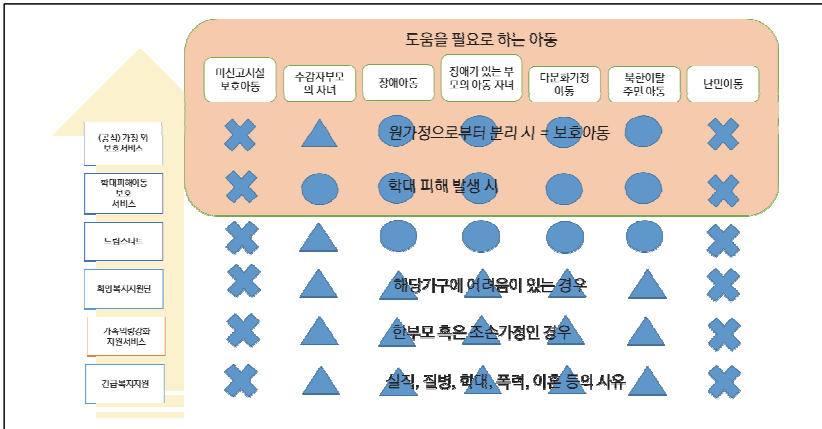 도움을 필요로 하는 아동
미신고시설
보호아동
수감자부모
의 자녀
장애아동
장애가 있는 부
모의 아동 자녀
다문화가정
아동
북한이탈
주민 아동
난민아동
(공식) 가정 외
보호서비스
원가정으로부터 분리 시 = 보호아동
학대피해아동
보호
서비스
학대 피해 발생 시
드림스타트
희망복지지원단
해당가구에 어려움이 있는 경우
가족역량강화
지원서비스
한부모 혹은 조손가정인 경우
긴급복지지원
실직, 질병, 학대, 폭력, 이혼 등의 사유